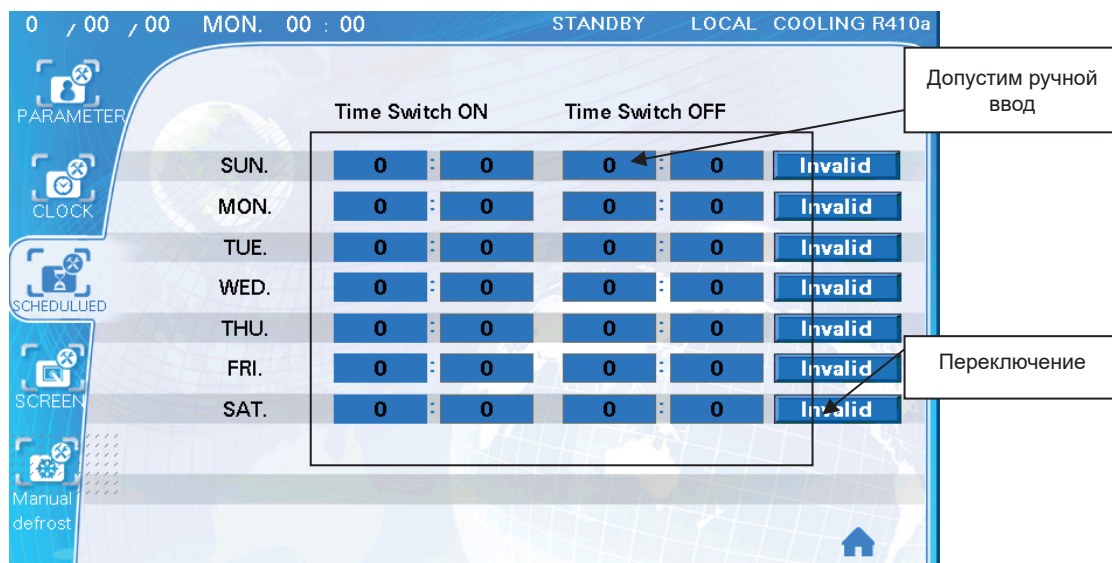 0 / 00 / 00 MON. 00 : 00 STANDBY LOCAL COOLING R410a
Допустим ручной
ввод
PARAMETER
Time Switch ON Time Switch OFF
SUN. 0 : 0 0 : 0 Invalid
CLOCK
MON. 0 : 0 0 : 0 Invalid
TUE. 0 : 0 0 : 0 Invalid
SCHEDULUED
WED. 0 : 0 0 : 0 Invalid
THU. 0 : 0 0 : 0 Invalid
Переключение
FRI. 0 : 0 0 : 0 Invalid
SCREEN
SAT. 0 : 0 0 : 0 Invalid
Manual
defrost